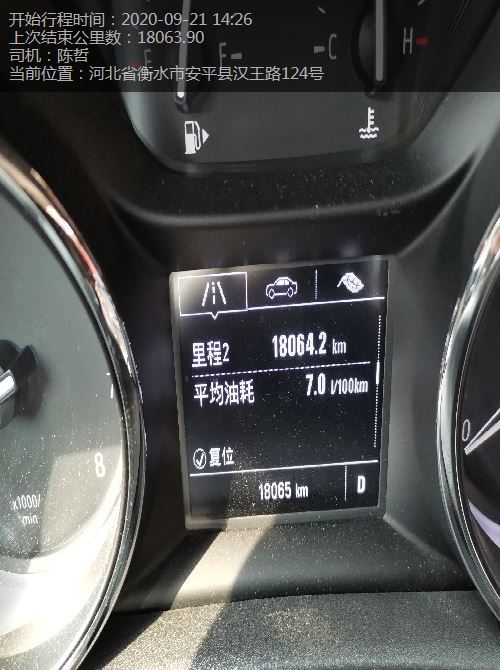 开始行程时间：2020-09-21 14:26
上次结束公里数：18063.90
司机：陈哲
当前位置：河北省衡水市安平县汉王路124号
E F C H
里程2 18064.2 km
平均油耗 7.0 l/100km
复位
18065 km D
7
8
x1000/
min
0